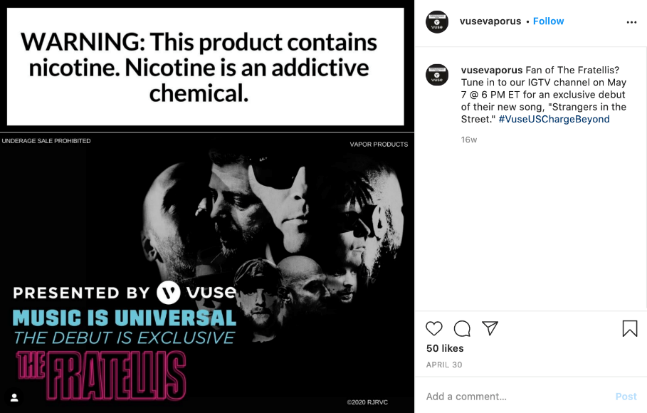 WARNING: This product contains
nicotine. Nicotine is an addictive
chemical.
UNDERAGE SALE PROHIBITED
VAPOR PRODUCTS
PRESENTED BY VUSE
MUSIC IS UNIVERSAL
THE DEBUT IS EXCLUSIVE
THE FRATELLIS
©2020 RJRVC
vusevaporus • Follow
vusevaporus Fan of The Fratellis?
Tune in to our IGTV channel on May
7 @ 6 PM ET for an exclusive debut
of their new song, "Strangers in the
Street." #VuseUSChargeBeyond
16w
50 likes
APRIL 30
Add a comment...
Post